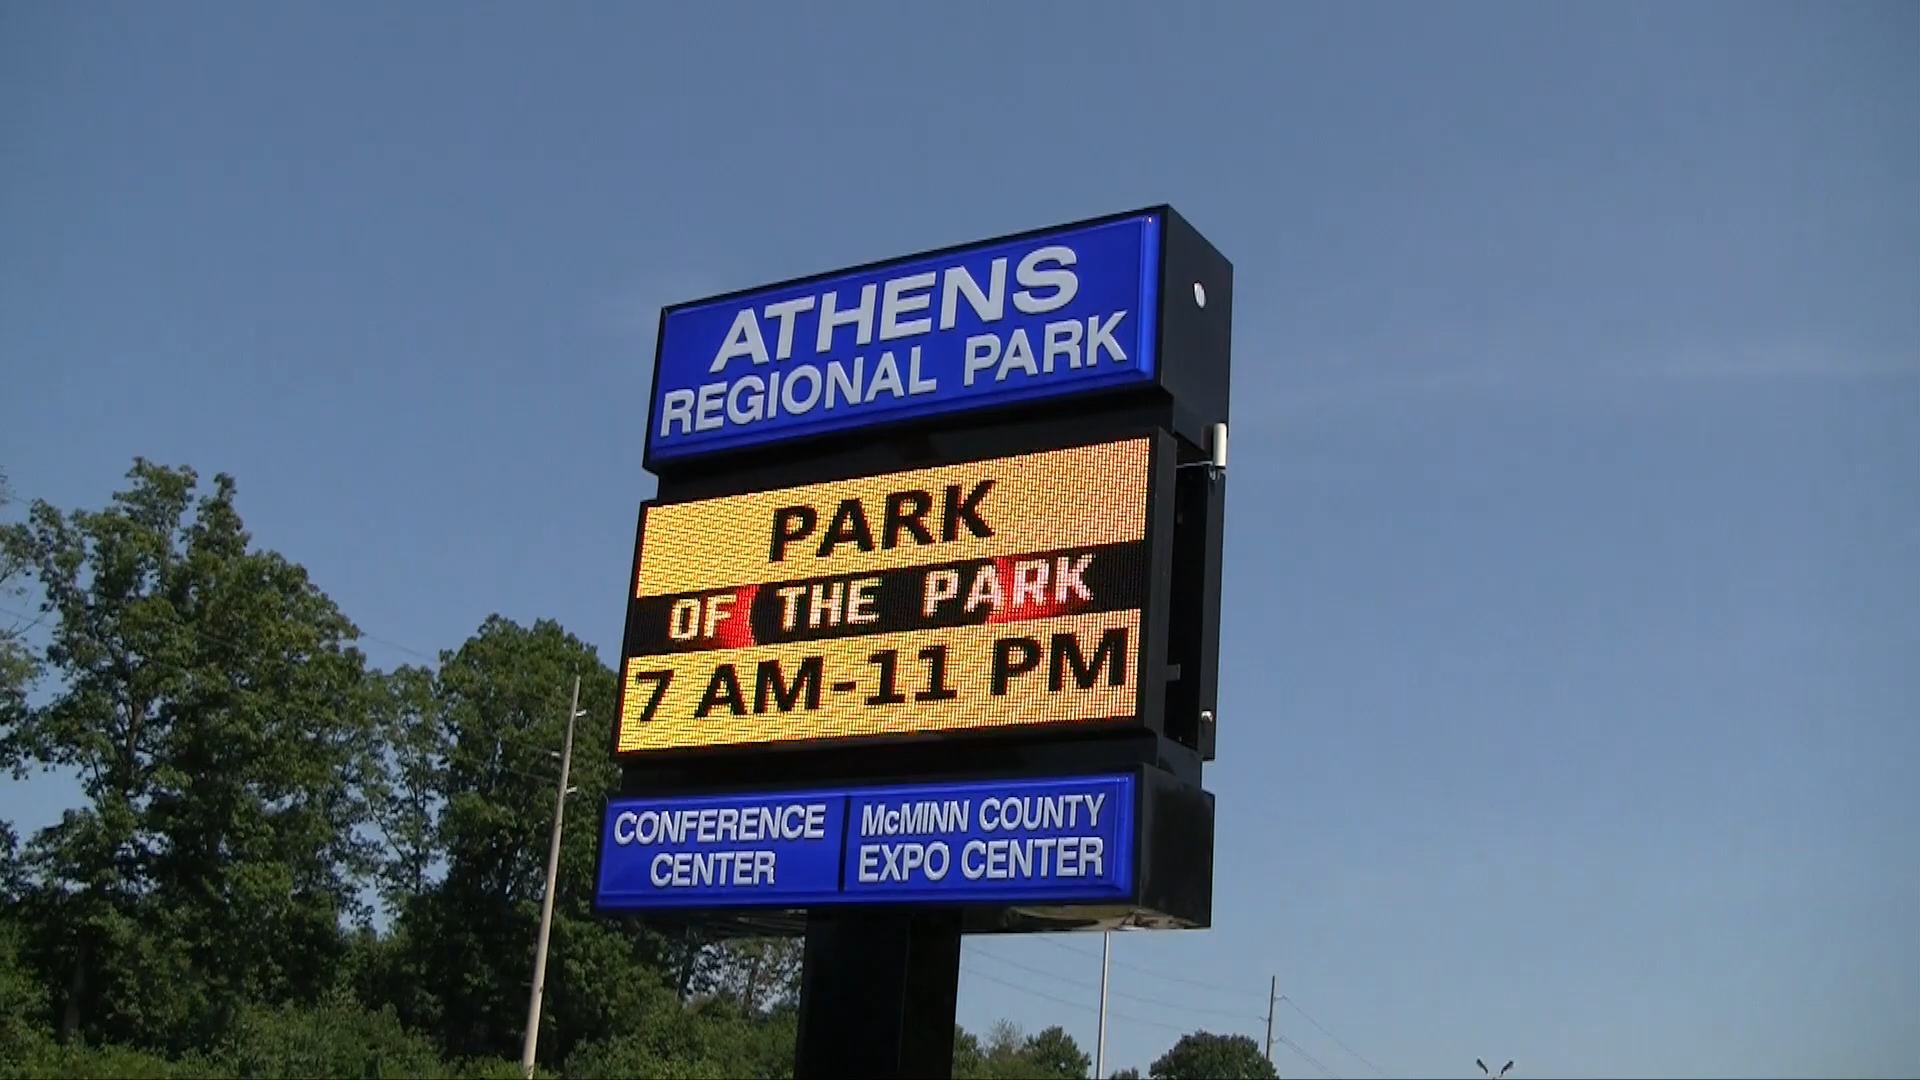 ATHENS
REGIONAL PARK
PARK
OF THE PARK
7 AM-11 PM
CONFERENCE
CENTER
McMINN COUNTY
EXPO CENTER